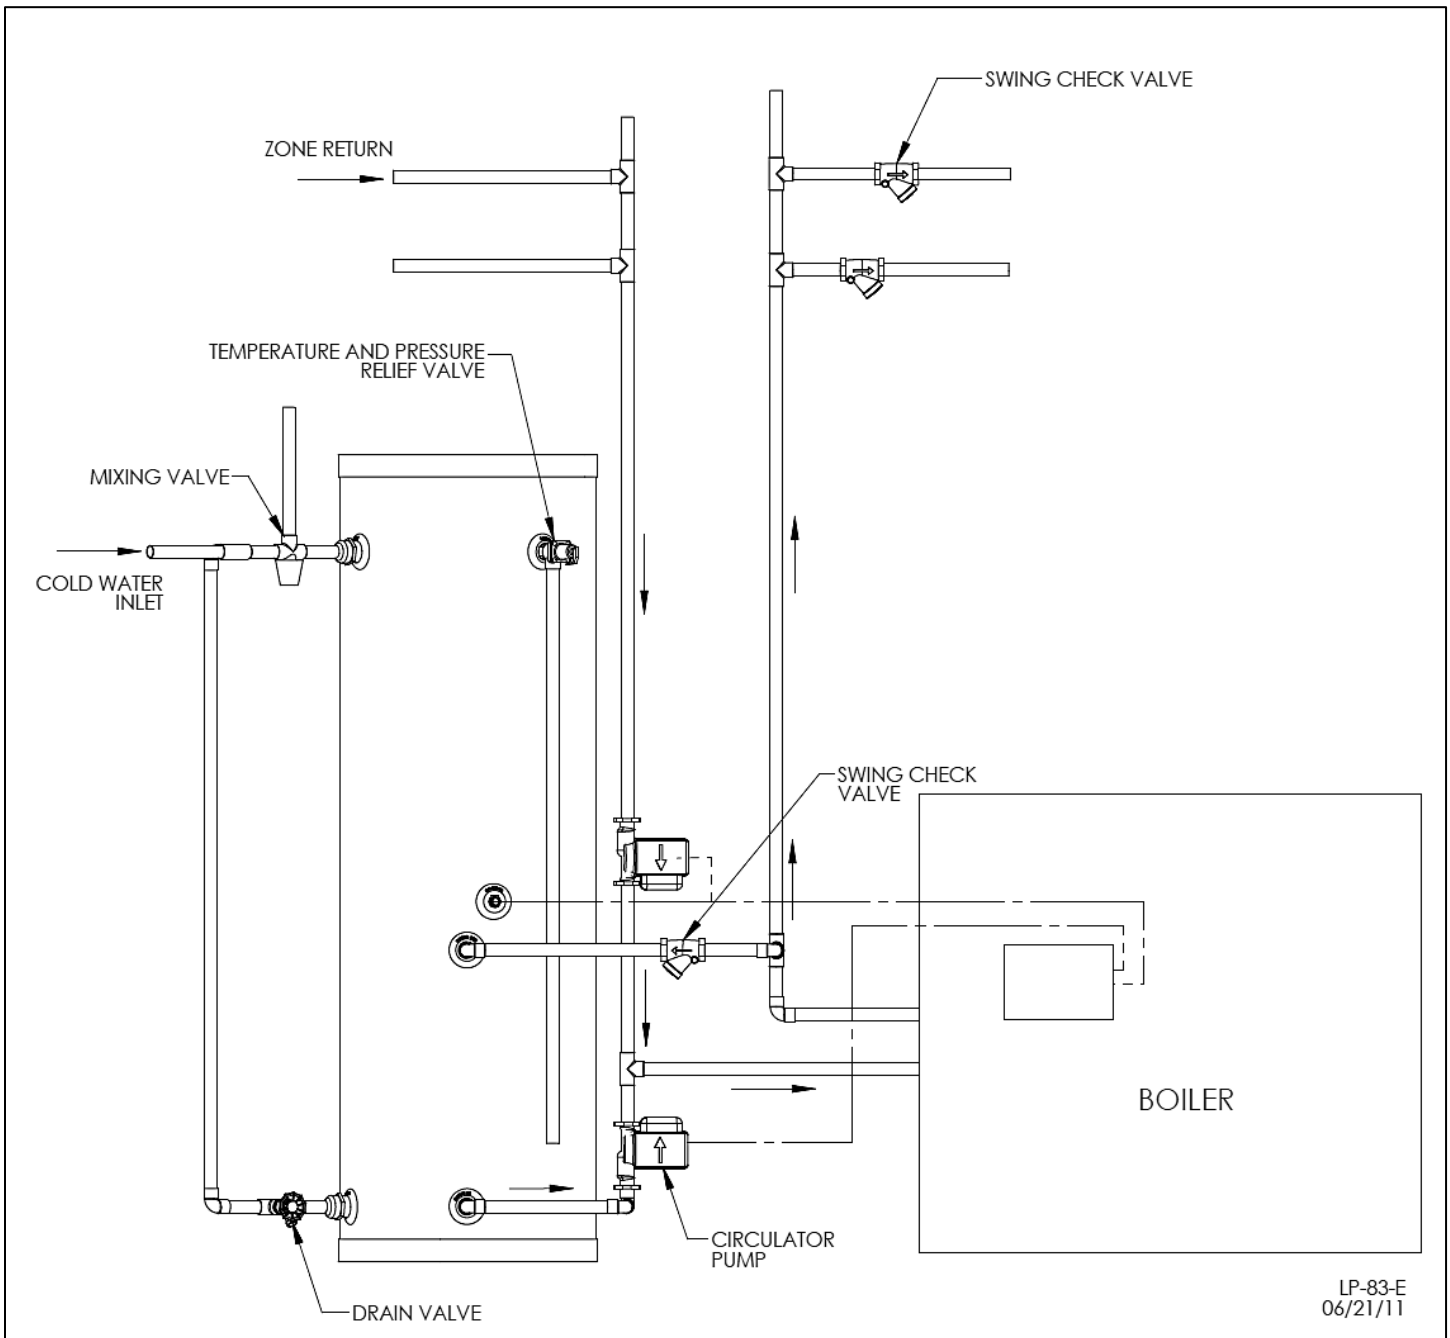 SWING CHECK VALVE
ZONE RETURN
TEMPERATURE AND PRESSURE
RELIEF VALVE
MIXING VALVE
COLD WATER
INLET
SWING CHECK
VALVE
BOILER
CIRCULATOR
PUMP
DRAIN VALVE
LP-83-E
06/21/11